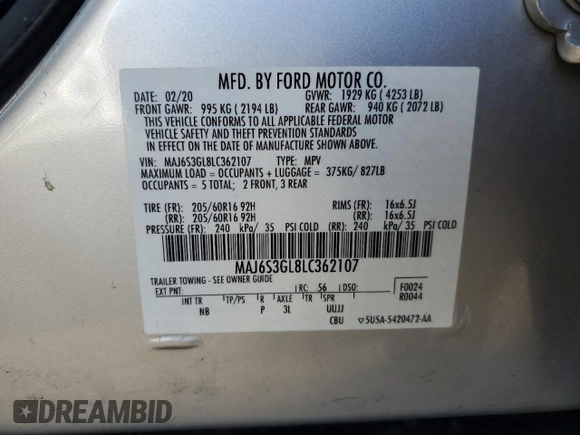 MFD. BY FORD MOTOR CO.
DATE: 02/20 GVWR: 1929 KG ( 4253 LB)
FRONT GAWR: 995 KG ( 2194 LB) REAR GAWR: 940 KG ( 2072 LB)
THIS VEHICLE CONFORMS TO ALL APPLICABLE FEDERAL MOTOR
VEHICLE SAFETY AND THEFT PREVENTION STANDARDS
IN EFFECT ON THE DATE OF MANUFACTURE SHOWN ABOVE.
VIN: MAJ6S3GL8LC362107 TYPE: MPV
MAXIMUM LOAD = OCCUPANTS + LUGGAGE = 375KG/ 827LB
OCCUPANTS = 5 TOTAL; 2 FRONT, 3 REAR
TIRE (FR): 205/60R16 92H RIMS (FR): 16x6.5J
(RR): 205/60R16 92H (RR): 16x6.5J
PRESSURE (FR): 240 kPa/ 35 PSI COLD (RR): 240 kPa/ 35 PSI COLD
MAJ6S3GL8LC362107
TRAILER TOWING - SEE OWNER GUIDE
EXT PNT: RC: 56 DSO: F0024
R0044
INT TR TP/PS R AXLE TR SPR
NB P 3L UUJJ
CBU ▽5U5A-5420472-AA
DREAMBID